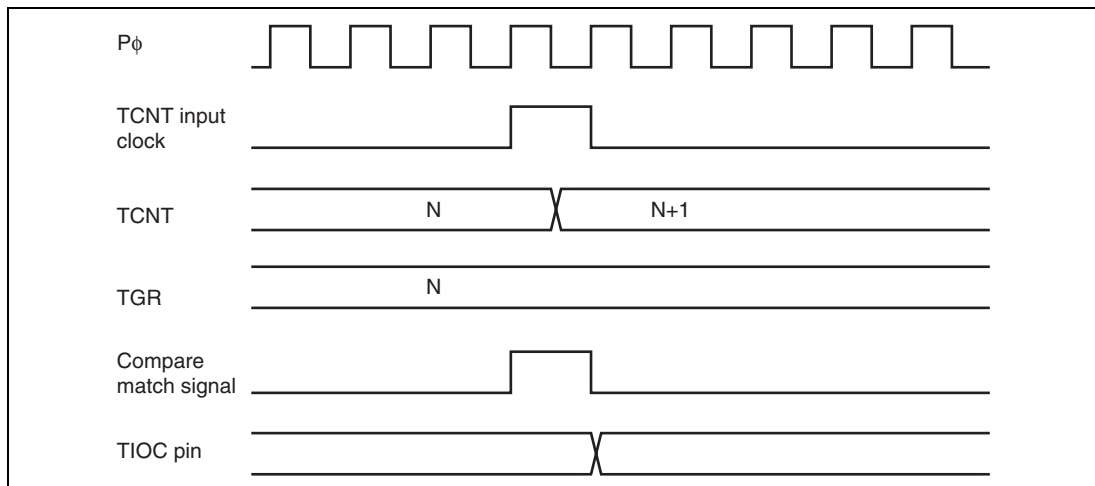 Pϕ
TCNT input
clock
TCNT
N
N+1
TGR
N
Compare
match signal
TIOC pin